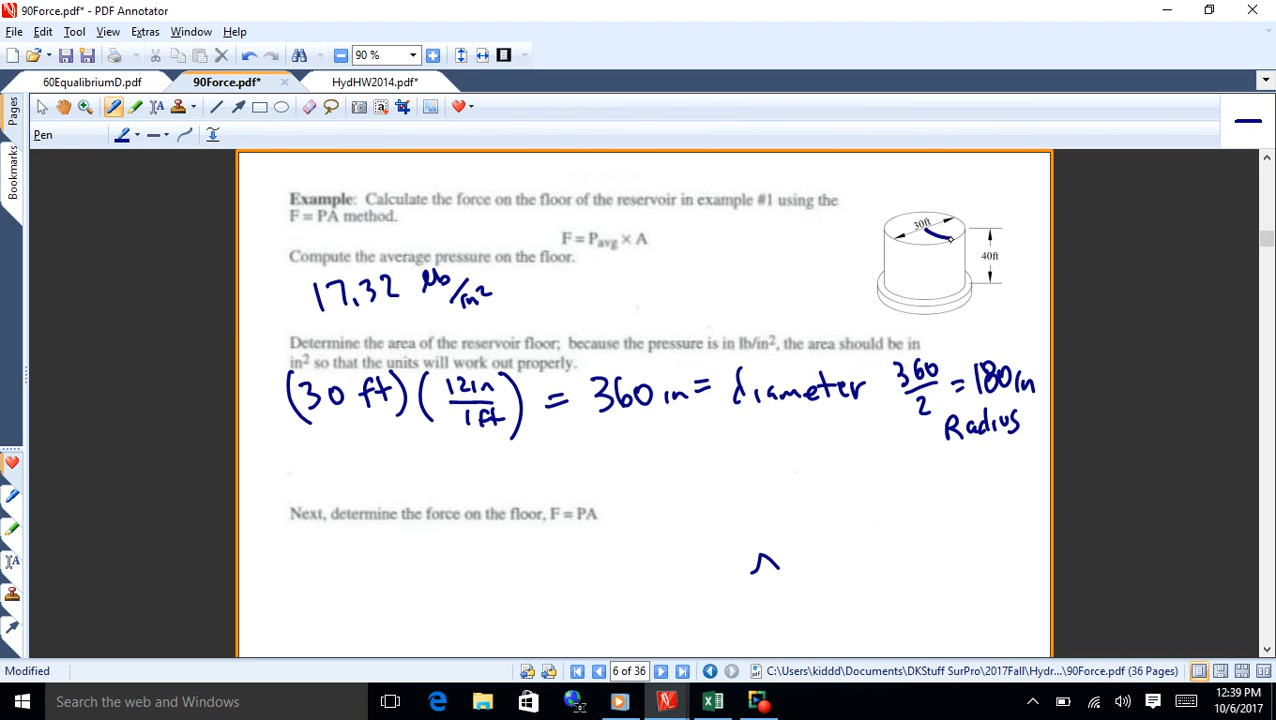 90Force.pdf* - PDF Annotator
File Edit Tool View Extras Window Help
90 %
60EqualibriumD.pdf 90Force.pdf* HydHW2014.pdf*
Pen
Pages
Bookmarks
Example: Calculate the force on the floor of the reservoir in example #1 using the
F = PA method.
F = Pavg × A
30ft
40ft
Compute the average pressure on the floor.
17.32 lb/in²
Determine the area of the reservoir floor; because the pressure is in lb/in², the area should be in
in² so that the units will work out properly.
(30 ft) (12in/1ft) = 360 in = diameter 360/2 = 180in
Radius
Next, determine the force on the floor, F = PA
Modified
6 of 36
C:\Users\kiddd\Documents\DKStuff SurPro\2017Fall\Hydr...\90Force.pdf (36 Pages)
Search the web and Windows
12:39 PM
10/6/2017